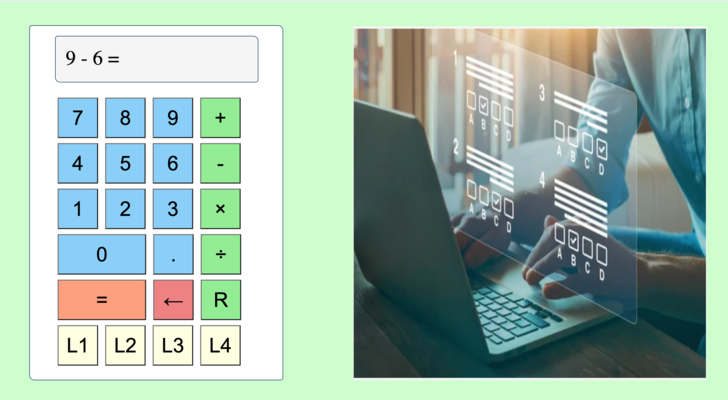 9 - 6 =
7 8 9 +
4 5 6 -
1 2 3 ×
0 . ÷
= ← R
L1 L2 L3 L4
1
A B C D
2
A B C D
3
A B C D
4
A B C D